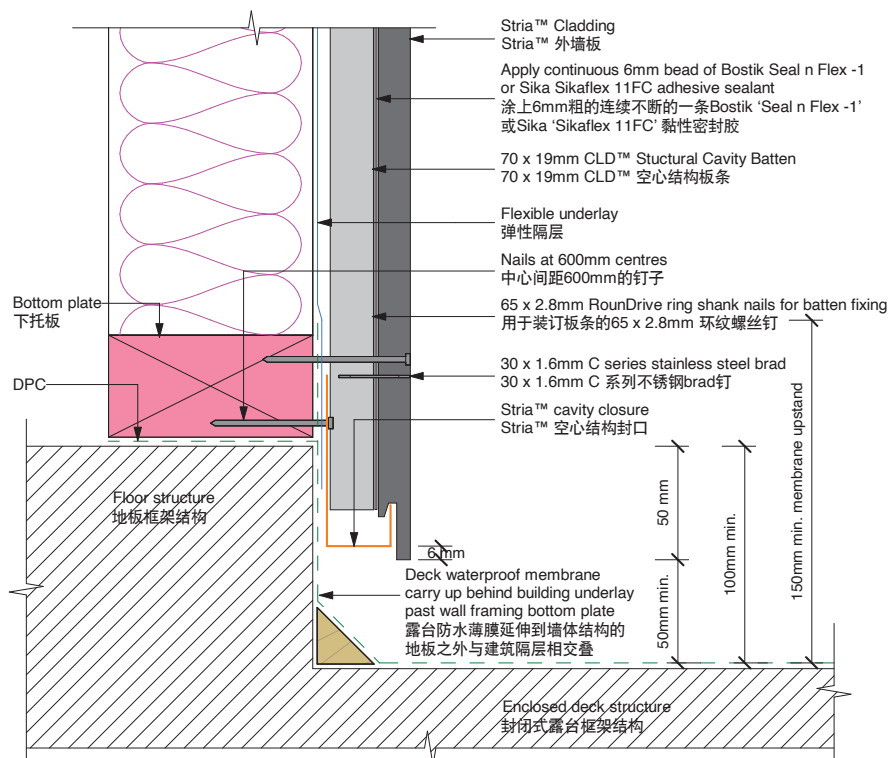 Stria™ Cladding
Stria™ 外墙板
Apply continuous 6mm bead of Bostik Seal n Flex -1
or Sika Sikaflex 11FC adhesive sealant
涂上6mm粗的连续不断的一条Bostik ‘Seal n Flex -1’
或Sika ‘Sikaflex 11FC’ 黏性密封胶
70 x 19mm CLD™ Stuctural Cavity Batten
70 x 19mm CLD™ 空心结构板条
Flexible underlay
弹性隔层
Nails at 600mm centres
中心间距600mm的钉子
Bottom plate
下托板
65 x 2.8mm RounDrive ring shank nails for batten fixing
用于装订板条的65 x 2.8mm 环纹螺丝钉
DPC
30 x 1.6mm C series stainless steel brad
30 x 1.6mm C 系列不锈钢brad钉
Stria™ cavity closure
Stria™ 空心结构封口
Floor structure
地板框架结构
50 mm
100mm min.
150mm min. membrane upstand
6 mm
50mm min.
Deck waterproof membrane
carry up behind building underlay
past wall framing bottom plate
露台防水薄膜延伸到墙体结构的
地板之外与建筑隔层相交叠
Enclosed deck structure
封闭式露台框架结构